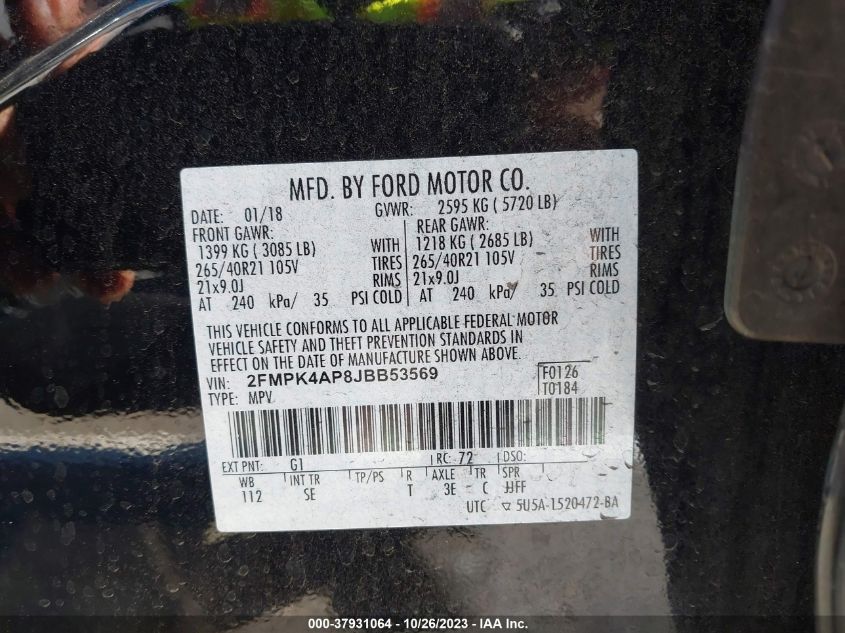 MFD. BY FORD MOTOR CO.
DATE: 01/18 GVWR: 2595 KG ( 5720 LB)
FRONT GAWR: REAR GAWR:
1399 KG ( 3085 LB) WITH 1218 KG ( 2685 LB) WITH
265/40R21 105V TIRES 265/40R21 105V TIRES
21x9.0J RIMS 21x9.0J RIMS
AT 240 kPa/ 35 PSI COLD AT 240 kPa/ 35 PSI COLD
THIS VEHICLE CONFORMS TO ALL APPLICABLE FEDERAL MOTOR
VEHICLE SAFETY AND THEFT PREVENTION STANDARDS IN
EFFECT ON THE DATE OF MANUFACTURE SHOWN ABOVE.
VIN: 2FMPK4AP8JBB53569 F0126
TYPE: MPV T0184
EXT PNT: G1 RC: 72 DSO:
WB INT TR TP/PS R AXLE TR SPR
112 SE T 3E C JJFF
UTC ▽ 5U5A-1520472-BA
000-37931064 - 10/26/2023 - IAA Inc.